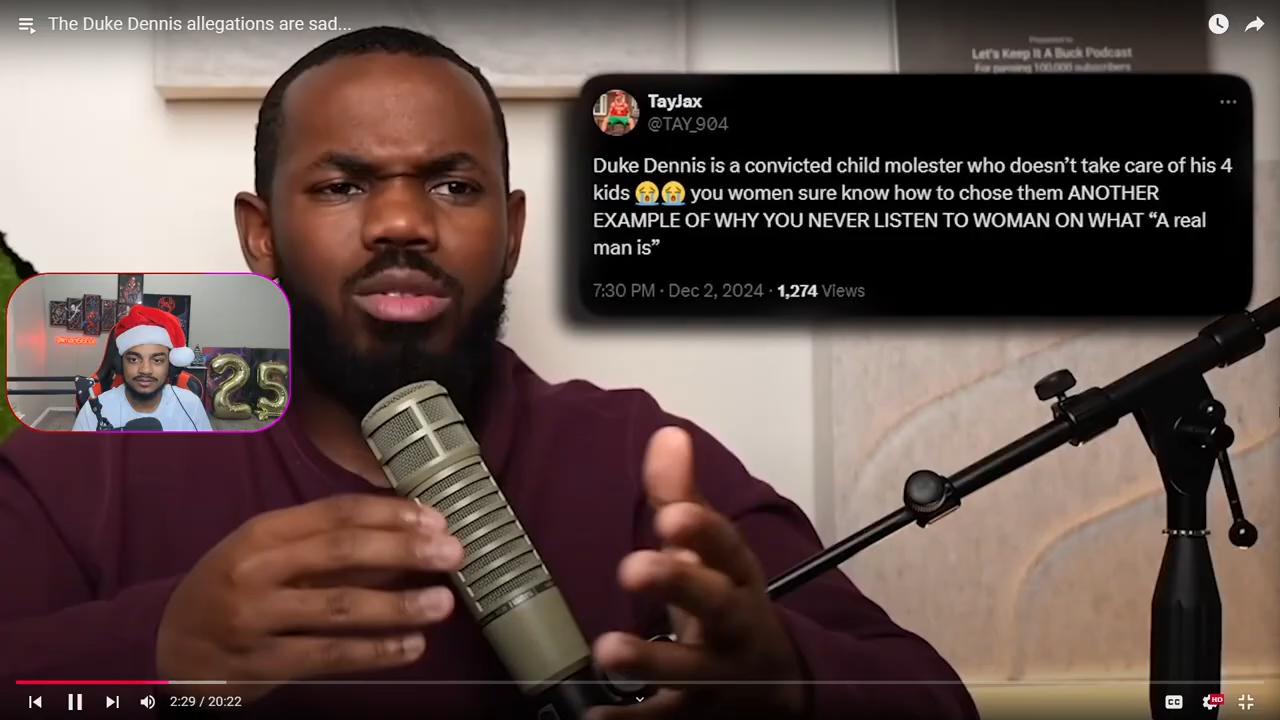 The Duke Dennis allegations are sad...
Let's Keep It A Buck Podcast
For passing 100,000 subscribers
TayJax
@TAY_904
Duke Dennis is a convicted child molester who doesn’t take care of his 4
kids 😭😭 you women sure know how to chose them ANOTHER
EXAMPLE OF WHY YOU NEVER LISTEN TO WOMAN ON WHAT “A real
man is”
7:30 PM · Dec 2, 2024 · 1,274 Views
25
2:29 / 20:22
CC
HD